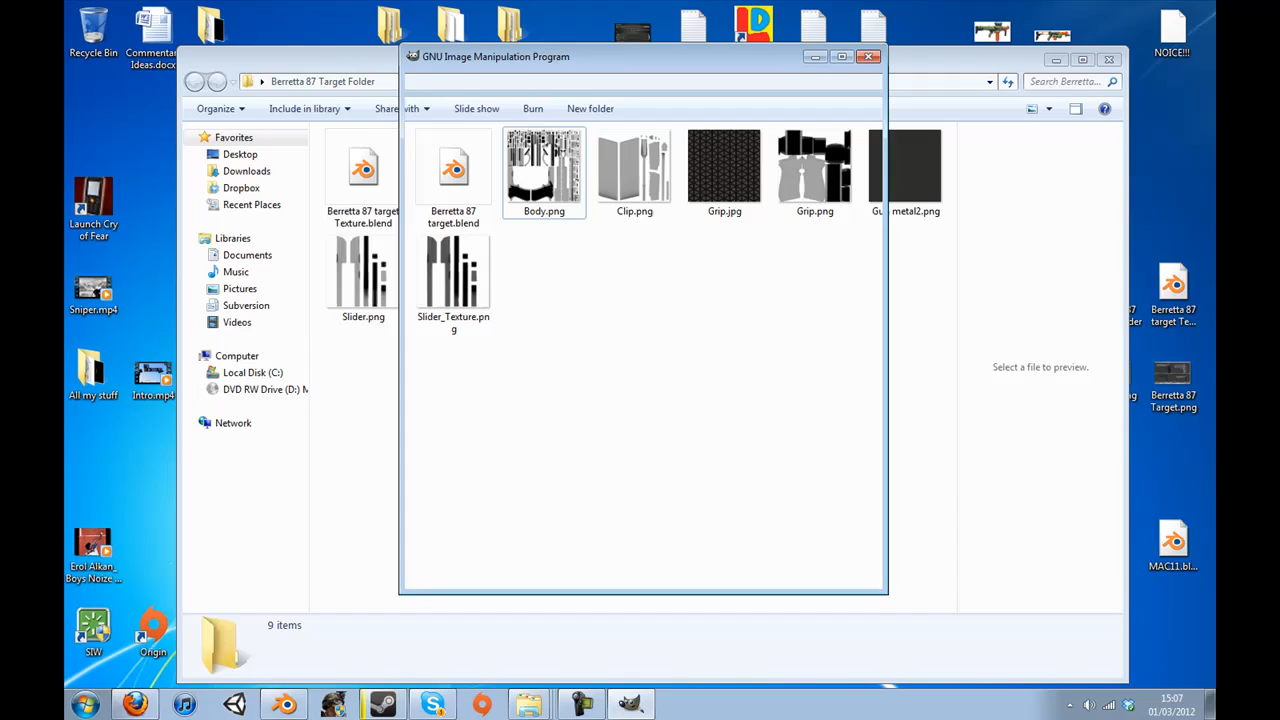 Recycle Bin
Commentary
Ideas.docx
NOICE!!!
GNU Image Manipulation Program
Berretta 87 Target Folder
Search Berretta...
Organize
Include in library
Share with
Slide show
Burn
New folder
Favorites
Desktop
Downloads
Dropbox
Recent Places
Libraries
Documents
Music
Pictures
Subversion
Videos
Computer
Local Disk (C:)
DVD RW Drive (D:) M
Network
Berretta 87 target
Texture.blend
Berretta 87
target.blend
Body.png
Clip.png
Grip.jpg
Grip.png
metal2.png
Slider.png
Slider_Texture.pn
g
Select a file to preview.
9 items
Launch Cry
of Fear
Sniper.mp4
All my stuff
Intro.mp4
Erol Alkan_
Boys Noize ...
SIW
Origin
Berretta 87
target Te...
Berretta 87
Target.png
MAC11.bl...
15:07
01/03/2012